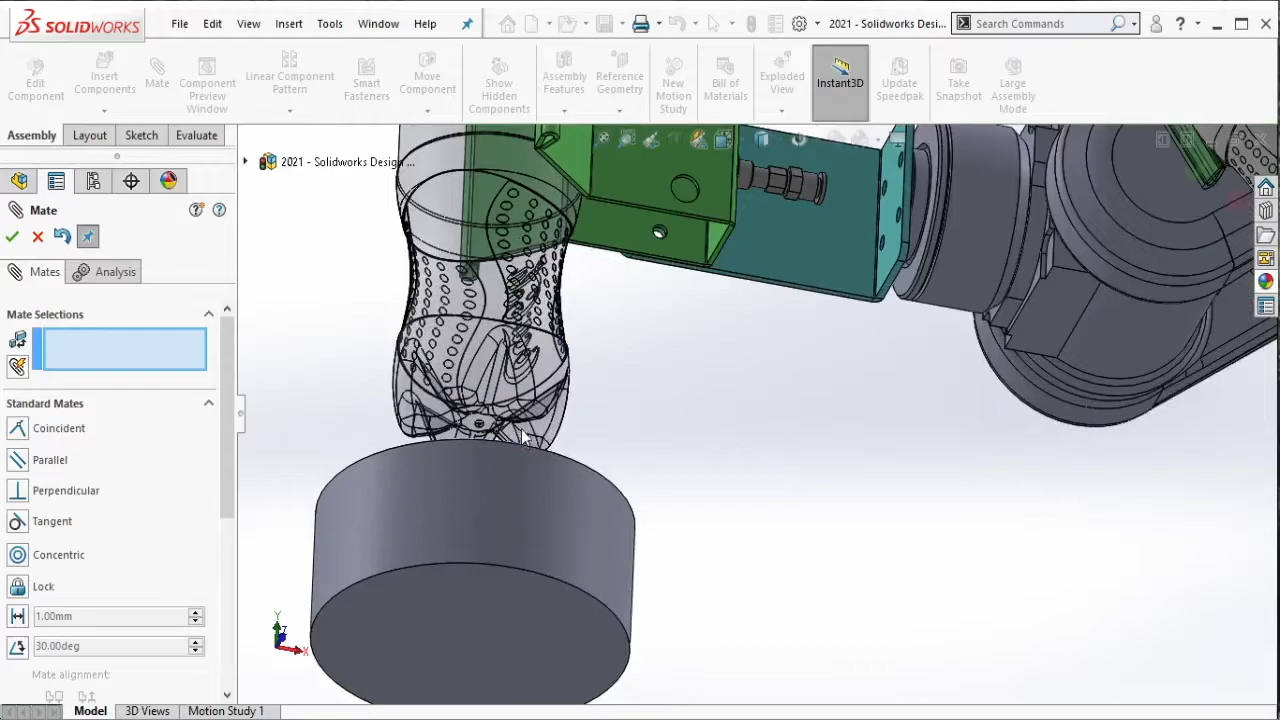 SOLIDWORKS
File
Edit
View
Insert
Tools
Window
Help
2021 - Solidworks Desi...
Search Commands
?
Edit
Component
Insert
Components
Mate
Component
Preview
Window
Linear Component
Pattern
Smart
Fasteners
Move
Component
Show
Hidden
Components
Assembly
Features
Reference
Geometry
New
Motion
Study
Bill of
Materials
Exploded
View
Instant3D
Update
Speedpak
Take
Snapshot
Large
Assembly
Mode
Assembly
Layout
Sketch
Evaluate
2021 - Solidworks Design ...
Mate
?
Mates
Analysis
Mate Selections
Standard Mates
Coincident
Parallel
Perpendicular
Tangent
Concentric
Lock
1.00mm
30.00deg
Mate alignment:
Y
Z
X
Model
3D Views
Motion Study 1